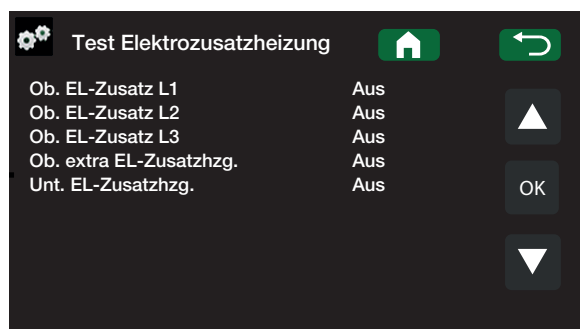 Test Elektrozusatzheizung
Ob. EL-Zusatz L1 Aus
Ob. EL-Zusatz L2 Aus
Ob. EL-Zusatz L3 Aus
Ob. extra EL-Zusatzhzg. Aus
Unt. EL-Zusatzhzg. Aus
OK